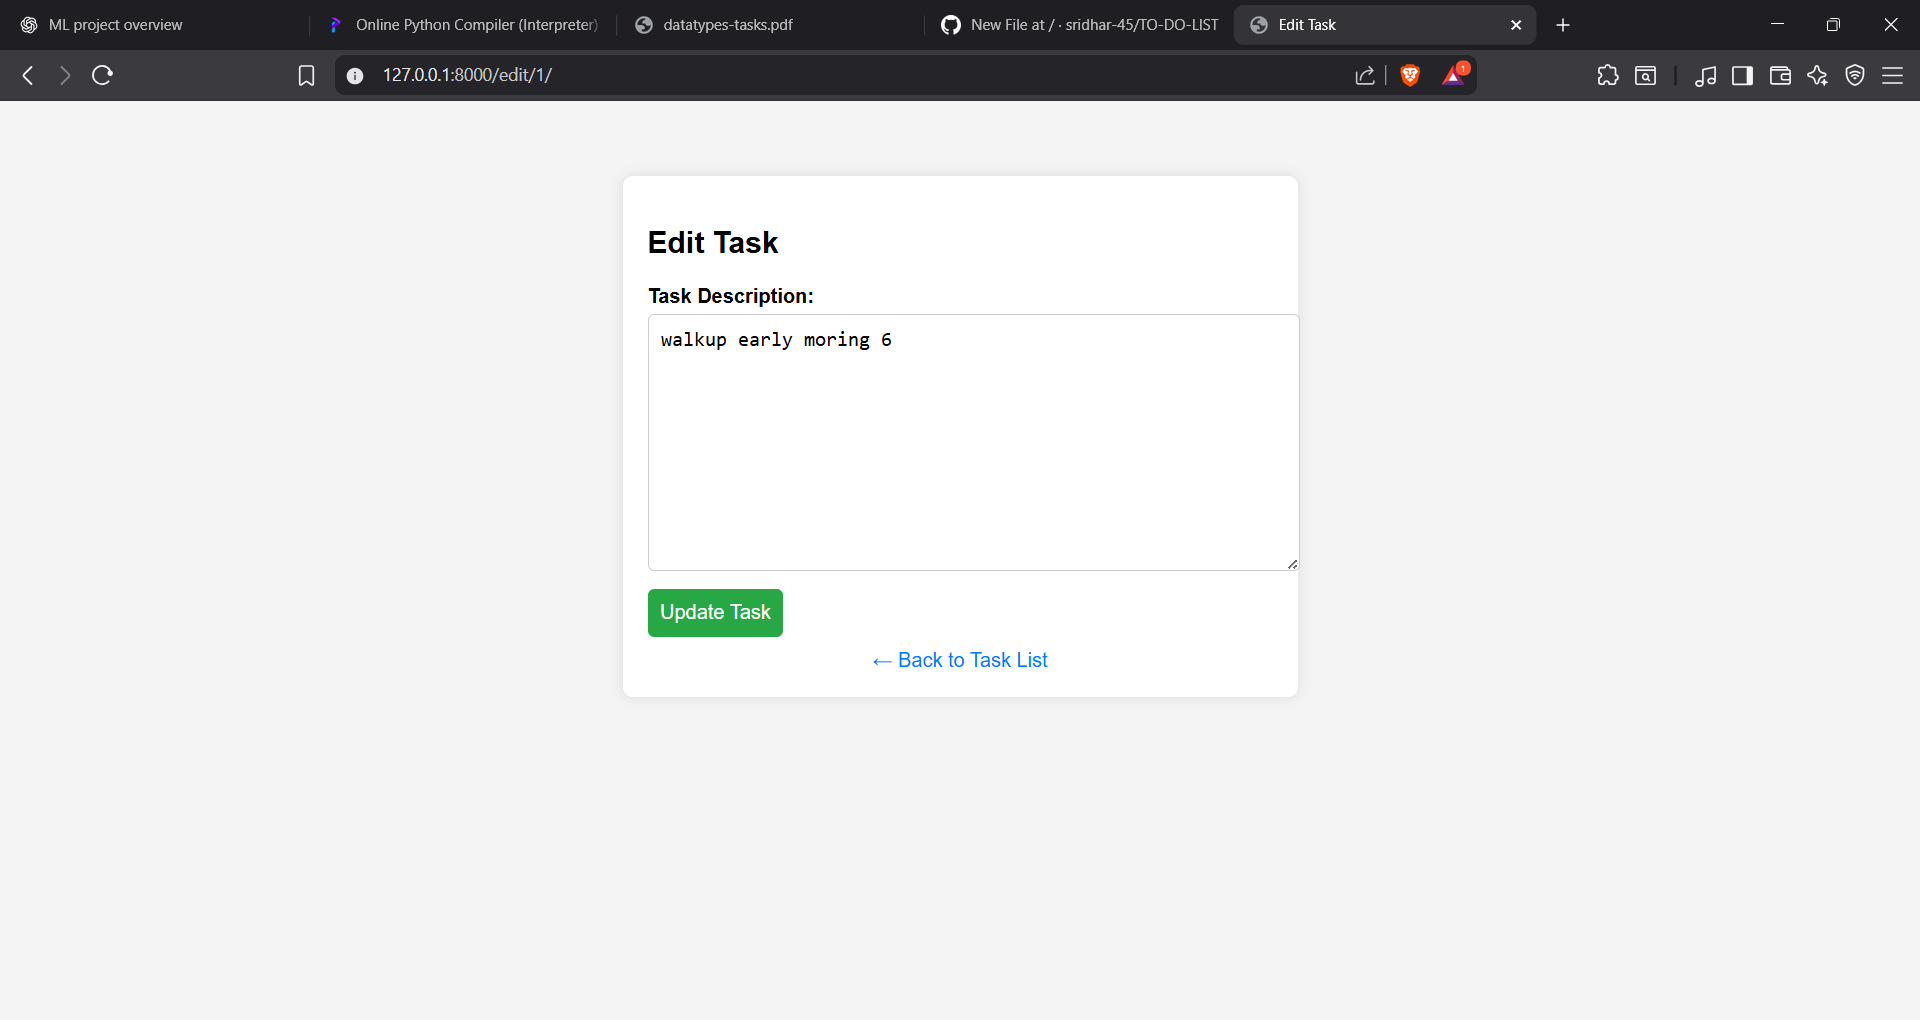 ML project overview
Online Python Compiler (Interpreter)
datatypes-tasks.pdf
New File at / · sridhar-45/TO-DO-LIST
Edit Task
127.0.0.1:8000/edit/1/
1
Edit Task
Task Description:
walkup early moring 6
Update Task
← Back to Task List